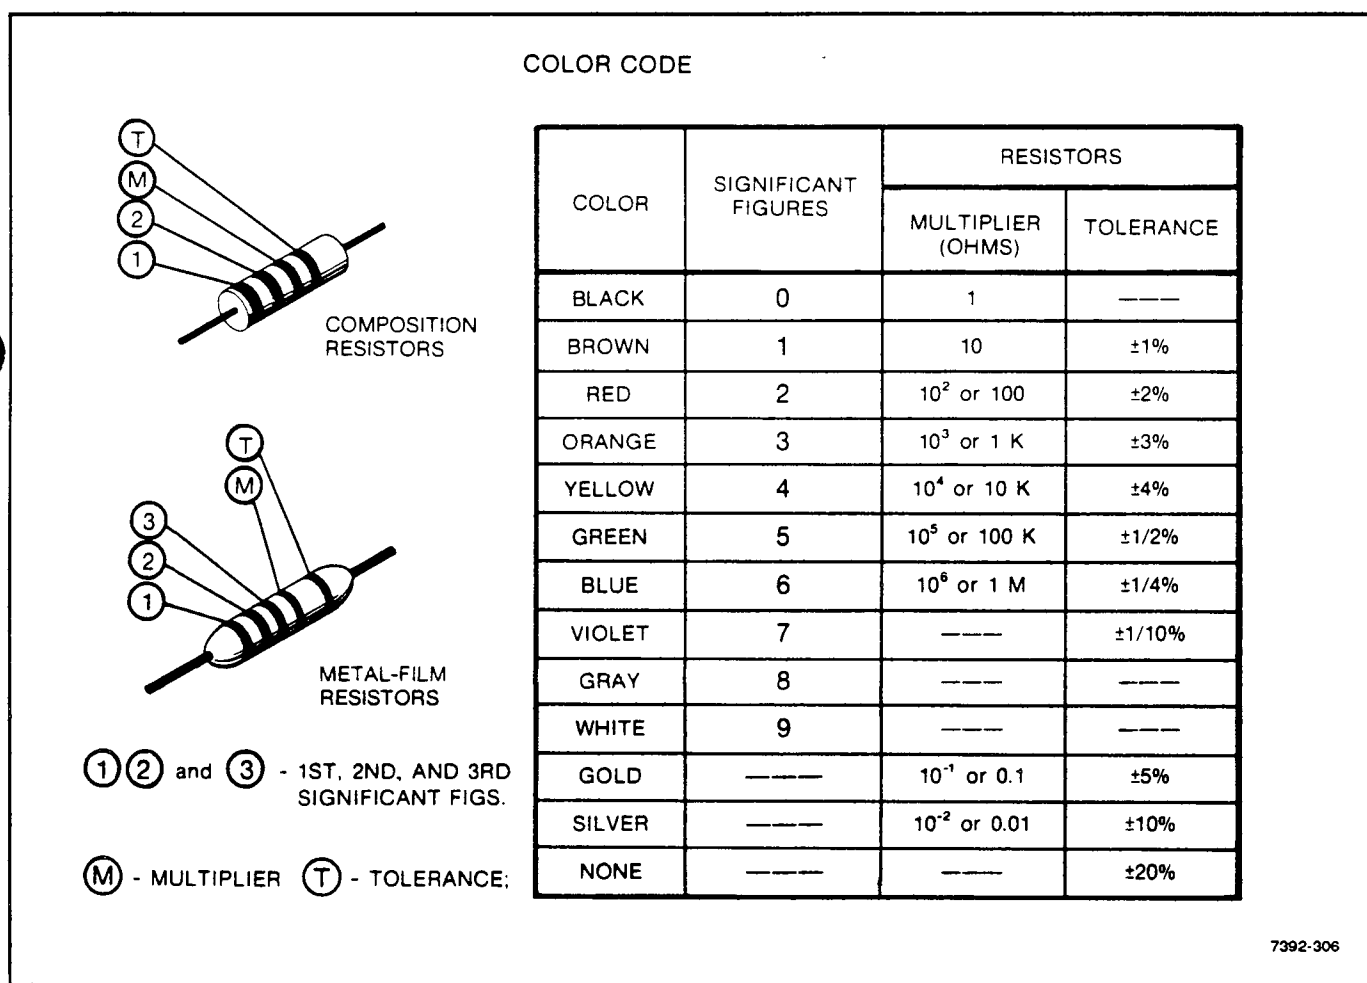 COLOR CODE
T
M
2
1
COMPOSITION
RESISTORS
T
M
3
2
1
METAL-FILM
RESISTORS
1 2 and 3 - 1ST, 2ND, AND 3RD
SIGNIFICANT FIGS.
M - MULTIPLIER T - TOLERANCE;
COLOR SIGNIFICANT FIGURES RESISTORS
MULTIPLIER (OHMS) TOLERANCE
BLACK 0 1 ———
BROWN 1 10 ±1%
RED 2 10² or 100 ±2%
ORANGE 3 10³ or 1 K ±3%
YELLOW 4 10⁴ or 10 K ±4%
GREEN 5 10⁵ or 100 K ±1/2%
BLUE 6 10⁶ or 1 M ±1/4%
VIOLET 7 ——— ±1/10%
GRAY 8 ——— ———
WHITE 9 ——— ———
GOLD ——— 10⁻¹ or 0.1 ±5%
SILVER ——— 10⁻² or 0.01 ±10%
NONE ——— ——— ±20%
7392-306